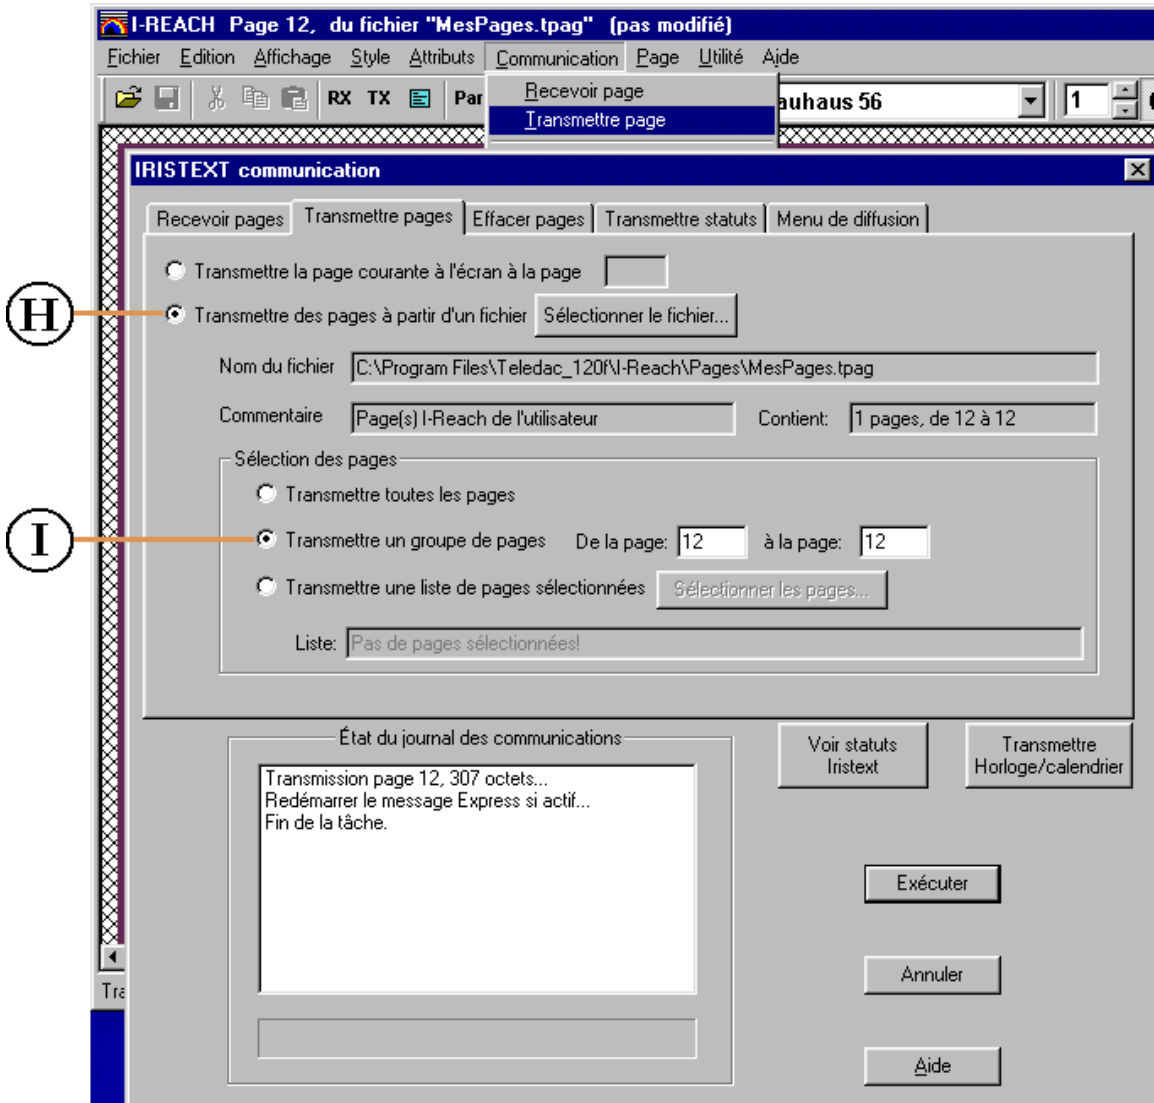 I-REACH Page 12, du fichier "MesPages.tpag" (pas modifié)
Fichier Edition Affichage Style Attributs Communication Page Utilité Aide
RX TX Par auhaus 56 1
Recevoir page
Transmettre page
IRISTEXT communication
Recevoir pages Transmettre pages Effacer pages Transmettre statuts Menu de diffusion
Transmettre la page courante à l'écran à la page
H
Transmettre des pages à partir d'un fichier Sélectionner le fichier...
Nom du fichier C:\Program Files\Teledac_120f\I-Reach\Pages\MesPages.tpag
Commentaire Page(s) I-Reach de l'utilisateur Contient: 1 pages, de 12 à 12
Sélection des pages
Transmettre toutes les pages
I
Transmettre un groupe de pages De la page: 12 à la page: 12
Transmettre une liste de pages sélectionnées Sélectionner les pages...
Liste: Pas de pages sélectionnées!
État du journal des communications
Transmission page 12, 307 octets...
Redémarrer le message Express si actif...
Fin de la tâche.
Voir statuts
Iristext
Transmettre
Horloge/calendrier
Exécuter
Annuler
Tra
Aide